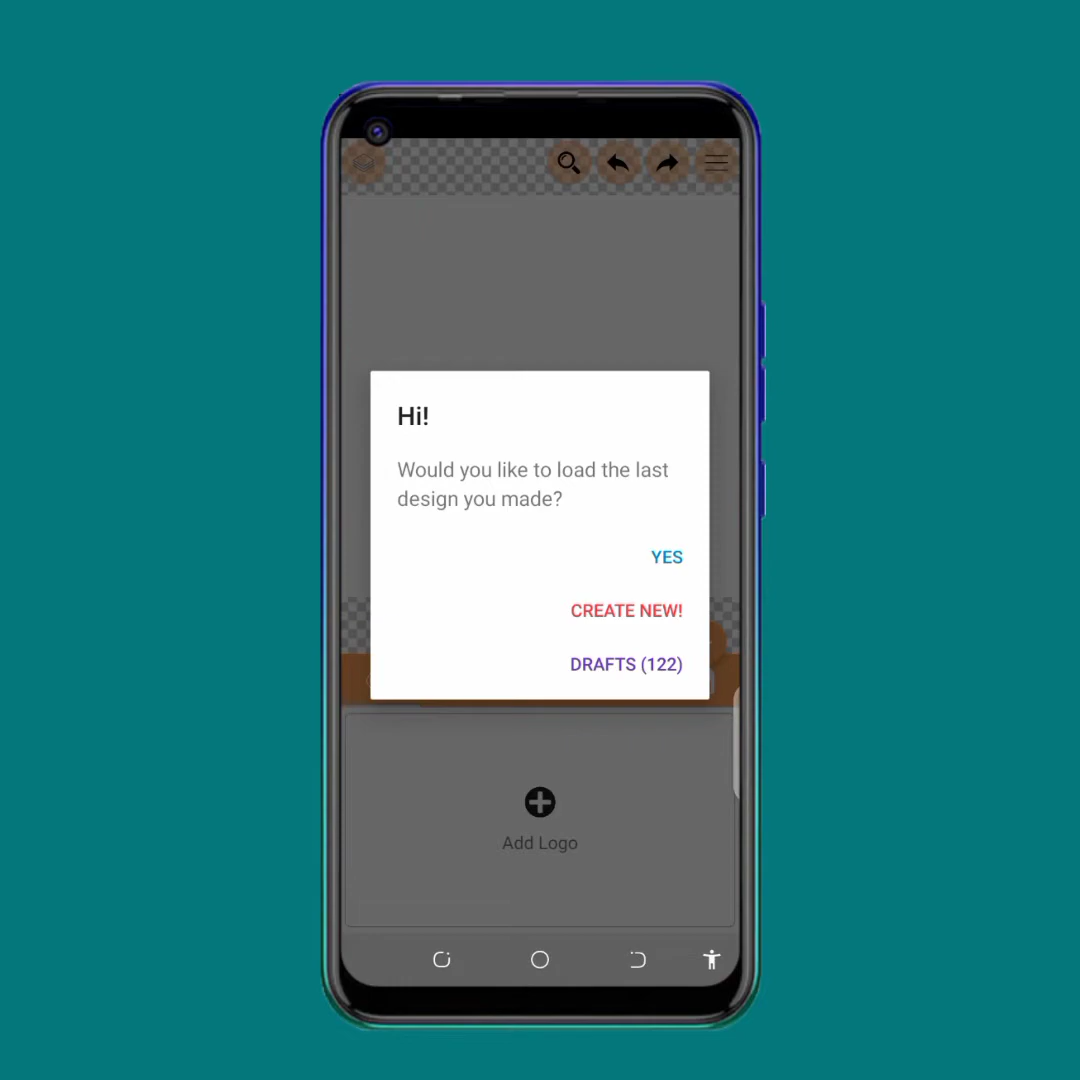 Hi!
Would you like to load the last
design you made?
YES
CREATE NEW!
DRAFTS (122)
Add Logo